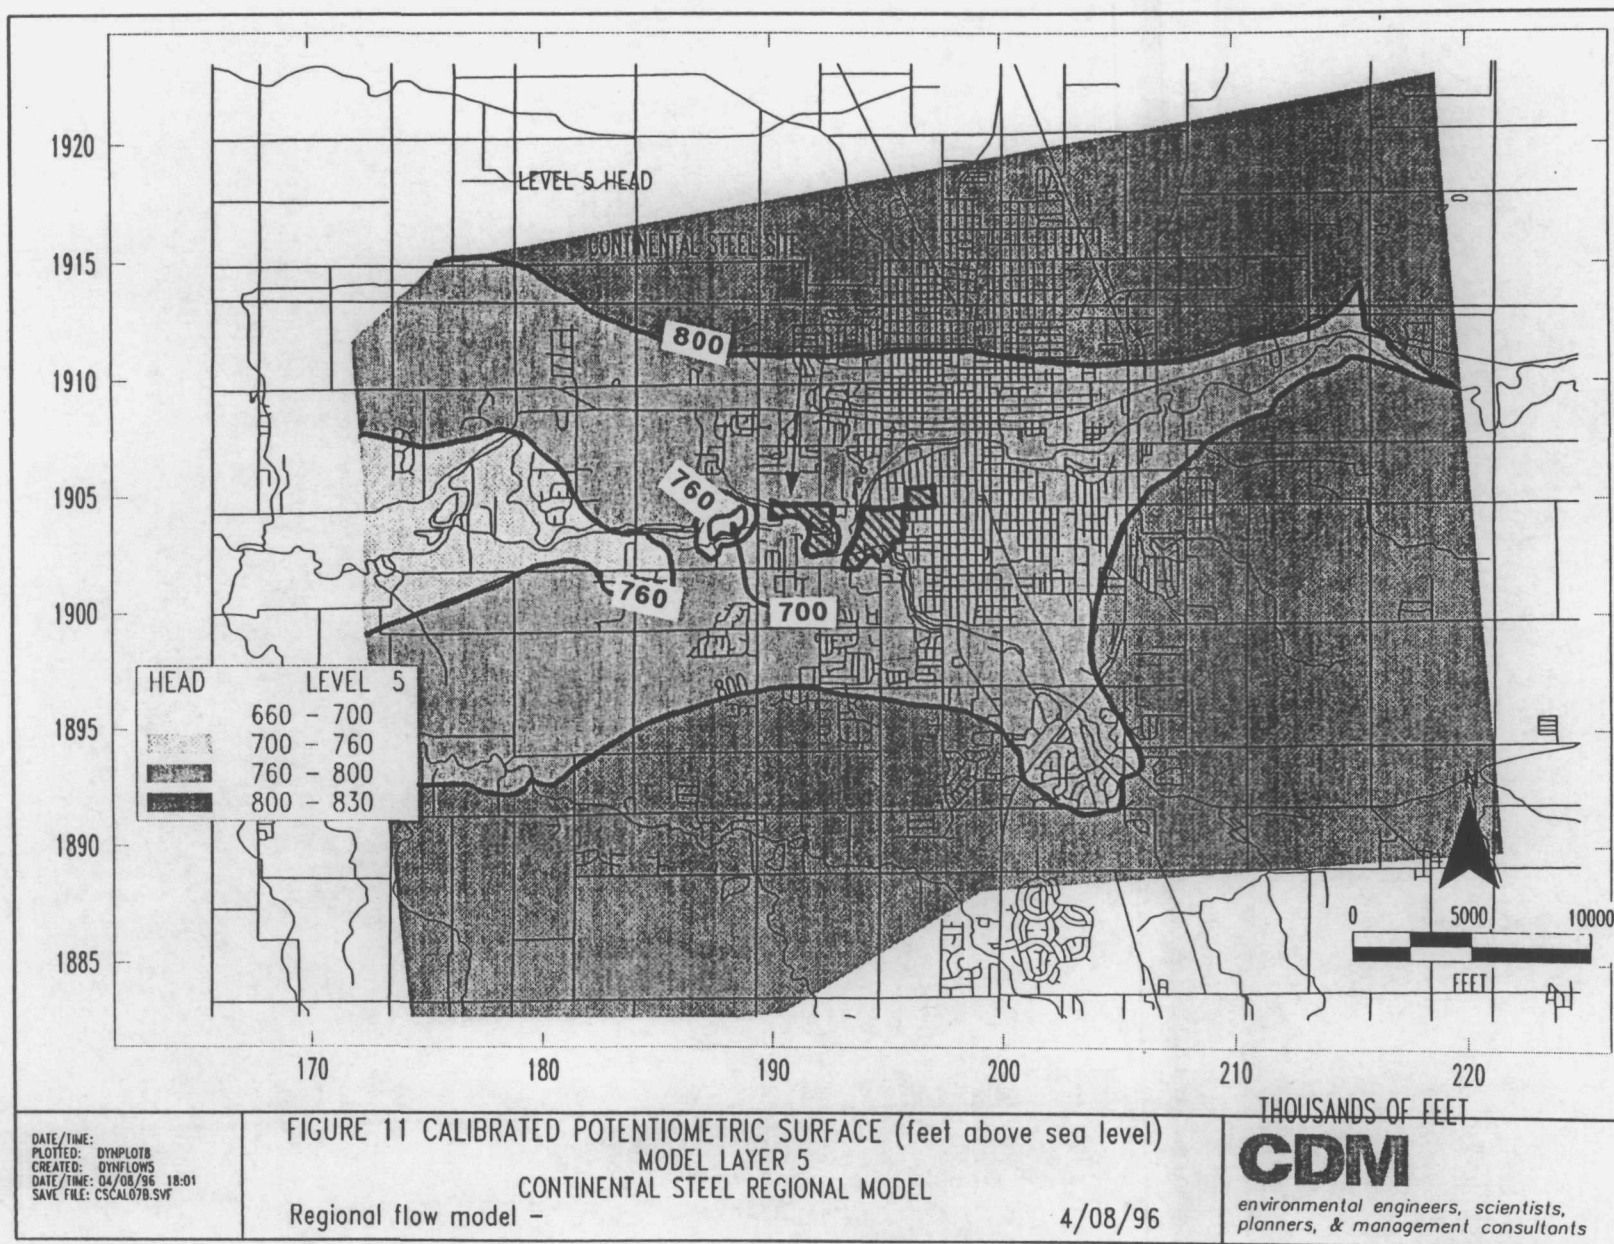 1920
1915
1910
1905
1900
1895
1890
1885
LEVEL 5 HEAD
CONTINENTAL STEEL SITE
800
760
760
700
HEAD LEVEL 5
660 - 700
700 - 760
760 - 800
800 - 830
N
0 5000 10000
FEET
170 180 190 200 210 220
THOUSANDS OF FEET
DATE/TIME:
PLOTTED: DYNPLOT8
CREATED: DYNFLOW5
DATE/TIME: 04/08/96 18:01
SAVE FILE: CSCAL07B.SVF
FIGURE 11 CALIBRATED POTENTIOMETRIC SURFACE (feet above sea level)
MODEL LAYER 5
CONTINENTAL STEEL REGIONAL MODEL
Regional flow model - 4/08/96
CDM
environmental engineers, scientists,
planners, & management consultants